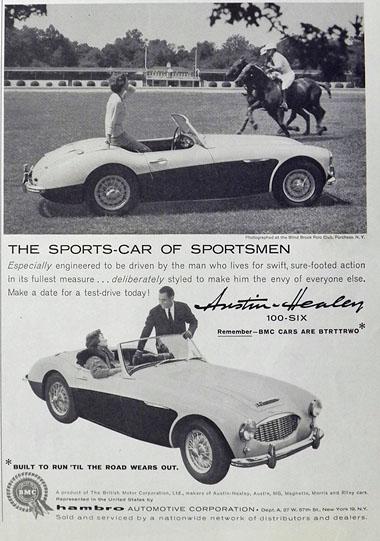 Photographed at the Blind Brook Polo Club, Purchase, N.Y.
THE SPORTS-CAR OF SPORTSMEN
Especially engineered to be driven by the man who lives for swift, sure-footed action
in its fullest measure . . . deliberately styled to make him the envy of everyone else.
Make a date for a test-drive today!
Austin-Healey
100-SIX
Remember—BMC CARS ARE BTRTTRWO*
*BUILT TO RUN 'TIL THE ROAD WEARS OUT.
BMC
A product of The British Motor Corporation, Ltd., makers of Austin-Healey, Austin, MG, Magnette, Morris and Riley cars.
Represented in the United States by
hambro AUTOMOTIVE CORPORATION • Dept. A, 27 W. 57th St., New York 19, N.Y.
Sold and serviced by a nationwide network of distributors and dealers.